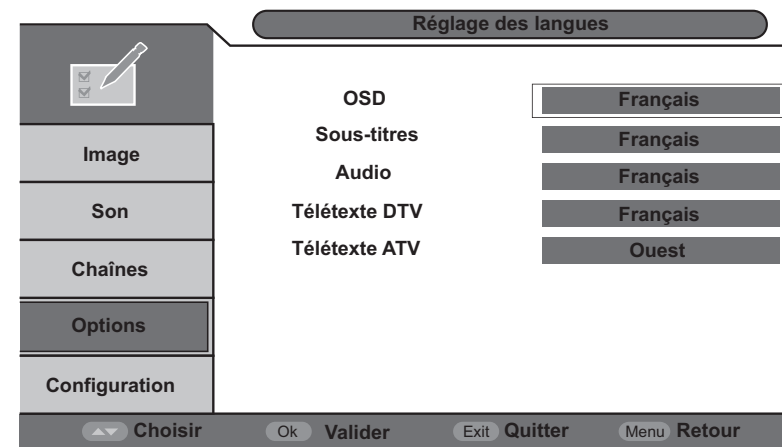 Réglage des langues
OSD Français
Sous-titres Français
Audio Français
Télétexte DTV Français
Télétexte ATV Ouest
Image
Son
Chaînes
Options
Configuration
Choisir Ok Valider Exit Quitter Menu Retour